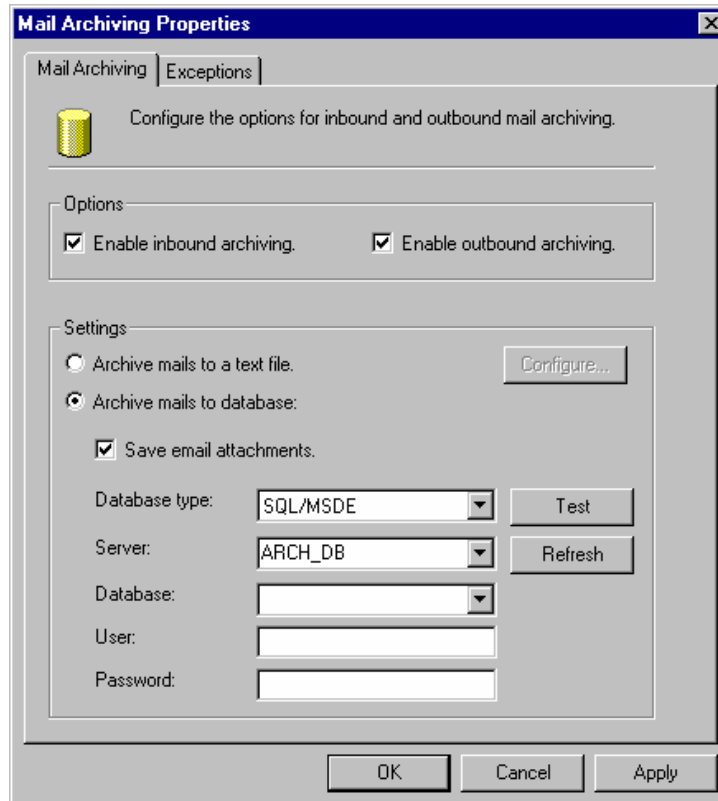 Mail Archiving Properties
Mail Archiving Exceptions
Configure the options for inbound and outbound mail archiving.
Options
Enable inbound archiving. Enable outbound archiving.
Settings
Archive mails to a text file. Configure...
Archive mails to database:
Save email attachments.
Database type: SQL/MSDE Test
Server: ARCH_DB Refresh
Database:
User:
Password:
OK Cancel Apply